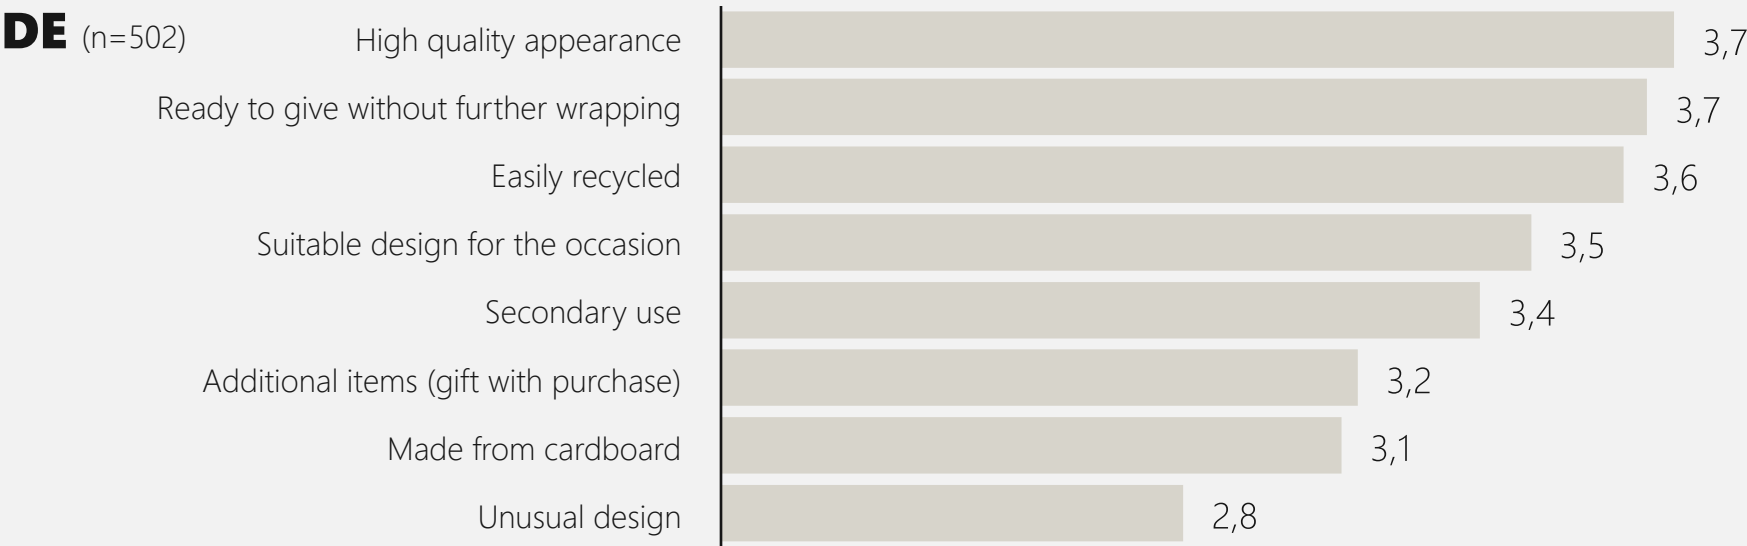 DE (n=502)
High quality appearance 3,7
Ready to give without further wrapping 3,7
Easily recycled 3,6
Suitable design for the occasion 3,5
Secondary use 3,4
Additional items (gift with purchase) 3,2
Made from cardboard 3,1
Unusual design 2,8